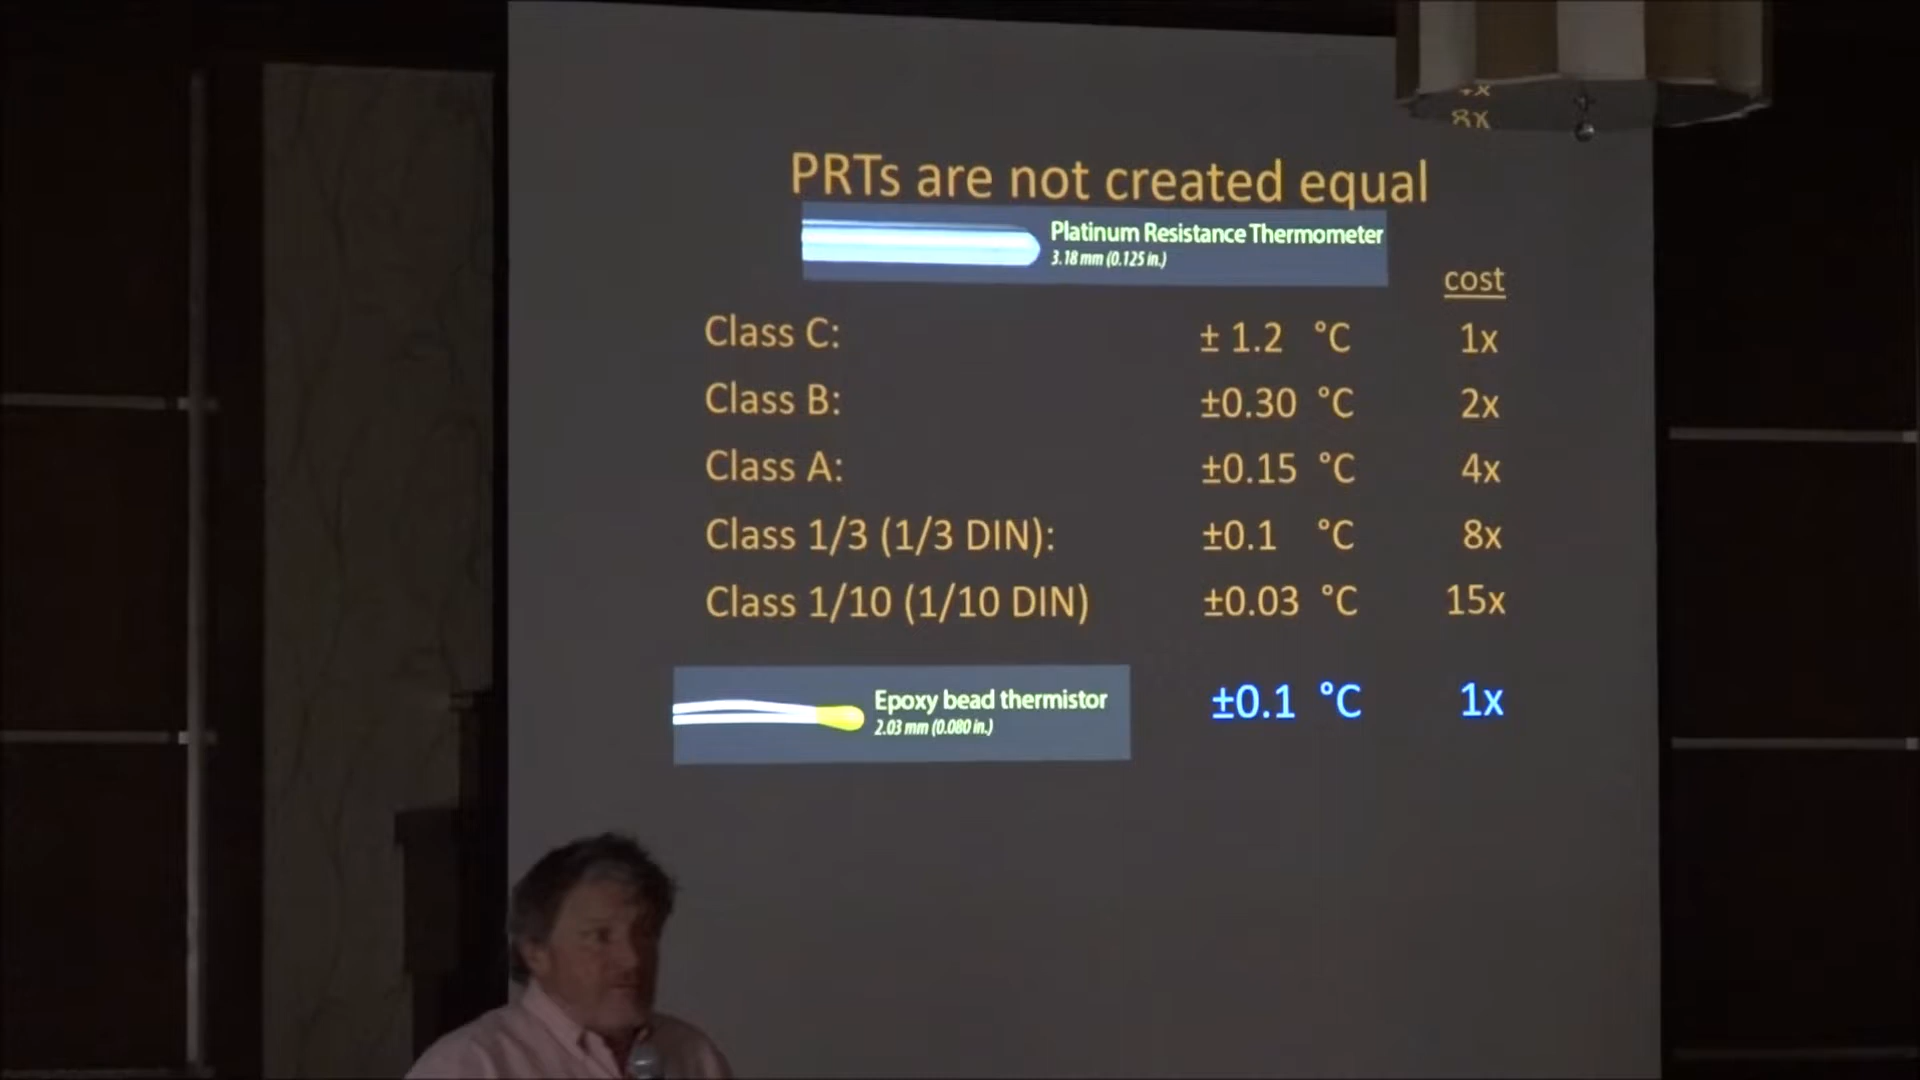 4x
8x
PRTs are not created equal
Platinum Resistance Thermometer
3.18 mm (0.125 in.)
cost
Class C: ± 1.2 °C 1x
Class B: ±0.30 °C 2x
Class A: ±0.15 °C 4x
Class 1/3 (1/3 DIN): ±0.1 °C 8x
Class 1/10 (1/10 DIN) ±0.03 °C 15x
Epoxy bead thermistor ±0.1 °C 1x
2.03 mm (0.080 in.)